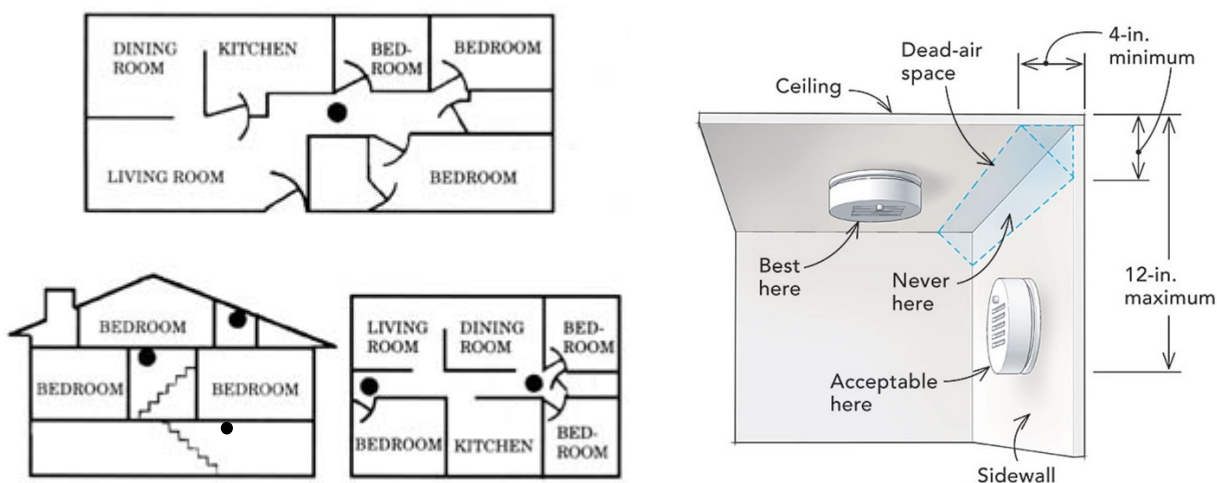 DINING
ROOM
KITCHEN
BED-
ROOM
BEDROOM
LIVING ROOM
BEDROOM
BEDROOM
BEDROOM
BEDROOM
LIVING
ROOM
DINING
ROOM
BED-
ROOM
BEDROOM
KITCHEN
BED-
ROOM
Dead-air
space
4-in.
minimum
Ceiling
Best
here
Never
here
12-in.
maximum
Acceptable
here
Sidewall